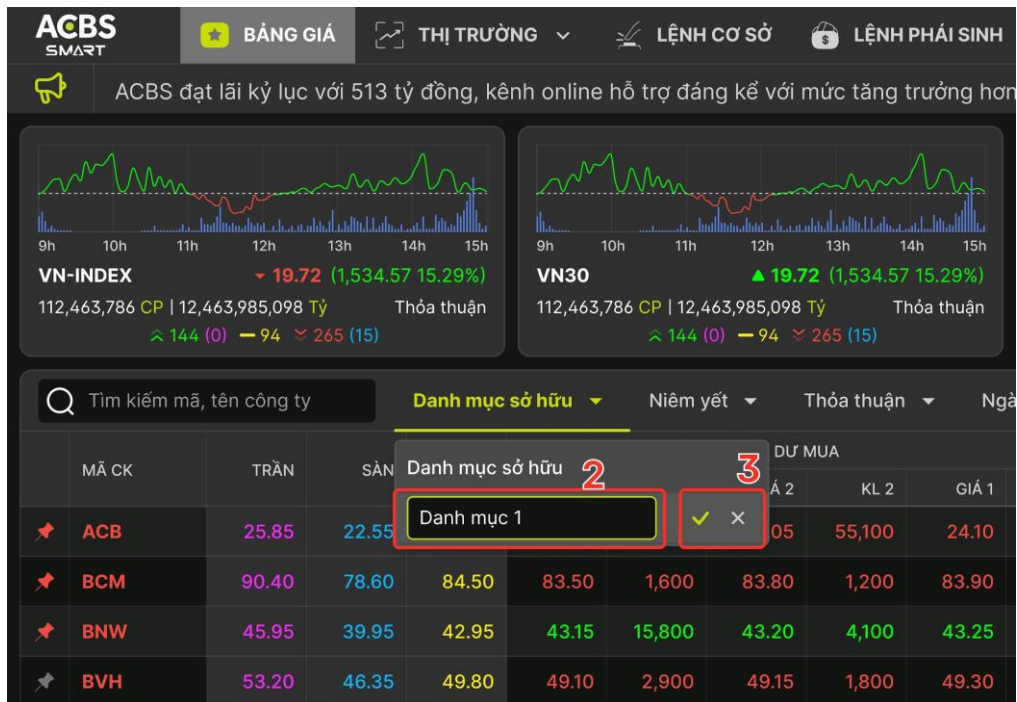 ACBS
SMART
BẢNG GIÁ
THỊ TRƯỜNG
LỆNH CƠ SỞ
LỆNH PHÁI SINH
ACBS đạt lãi kỷ lục với 513 tỷ đồng, kênh online hỗ trợ đáng kể với mức tăng trưởng hơn
9h 10h 11h 12h 13h 14h 15h
VN-INDEX 19.72 (1,534.57 15.29%)
112,463,786 CP | 12,463,985,098 Tỷ Thỏa thuận
144 (0) 94 265 (15)
9h 10h 11h 12h 13h 14h 15h
VN30 19.72 (1,534.57 15.29%)
112,463,786 CP | 12,463,985,098 Tỷ Thỏa thuận
144 (0) 94 265 (15)
Tìm kiếm mã, tên công ty Danh mục sở hữu Niêm yết Thỏa thuận Ngà
MÃ CK TRẦN SÀN DƯ MUA
Á 2 KL 2 GIÁ 1
Danh mục sở hữu 2 3
Danh mục 1
ACB 25.85 22.55 05 55,100 24.10
BCM 90.40 78.60 84.50 83.50 1,600 83.80 1,200 83.90
BNW 45.95 39.95 42.95 43.15 15,800 43.20 4,100 43.25
BVH 53.20 46.35 49.80 49.10 2,900 49.15 1,800 49.30